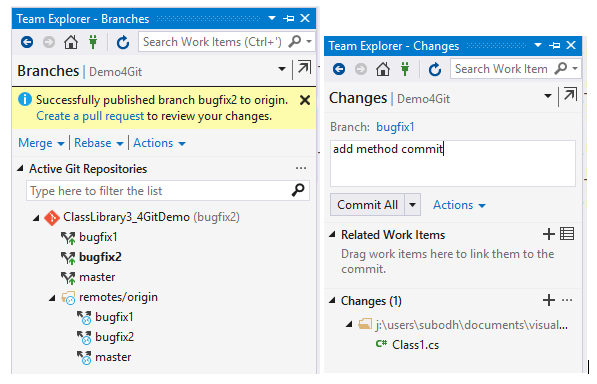 Team Explorer - Branches
Search Work Items (Ctrl+')
Branches | Demo4Git
Successfully published branch bugfix2 to origin.
Create a pull request to review your changes.
Merge Rebase Actions
Active Git Repositories
Type here to filter the list
ClassLibrary3_4GitDemo (bugfix2)
bugfix1
bugfix2
master
remotes/origin
bugfix1
bugfix2
master
Team Explorer - Changes
Search Work Item
Changes | Demo4Git
Branch: bugfix1
add method commit
Commit All Actions
Related Work Items
Drag work items here to link them to the
commit.
Changes (1)
j:\users\subodh\documents\visual...
C# Class1.cs